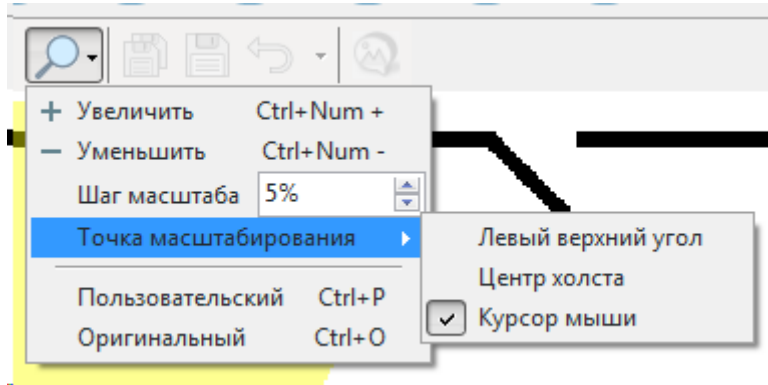 Увеличить Ctrl+Num +
Уменьшить Ctrl+Num -
Шаг масштаба 5%
Точка масштабирования
Левый верхний угол
Центр холста
Курсор мыши
Пользовательский Ctrl+P
Оригинальный Ctrl+O